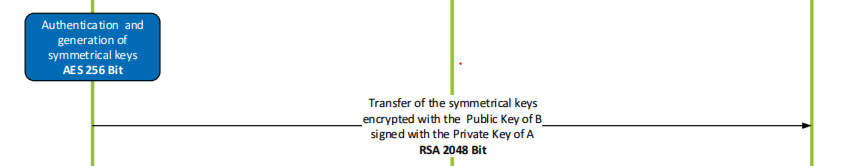 Authentication and
generation of
symmetrical keys
AES 256 Bit
Transfer of the symmetrical keys
encrypted with the Public Key of B
signed with the Private Key of A
RSA 2048 Bit